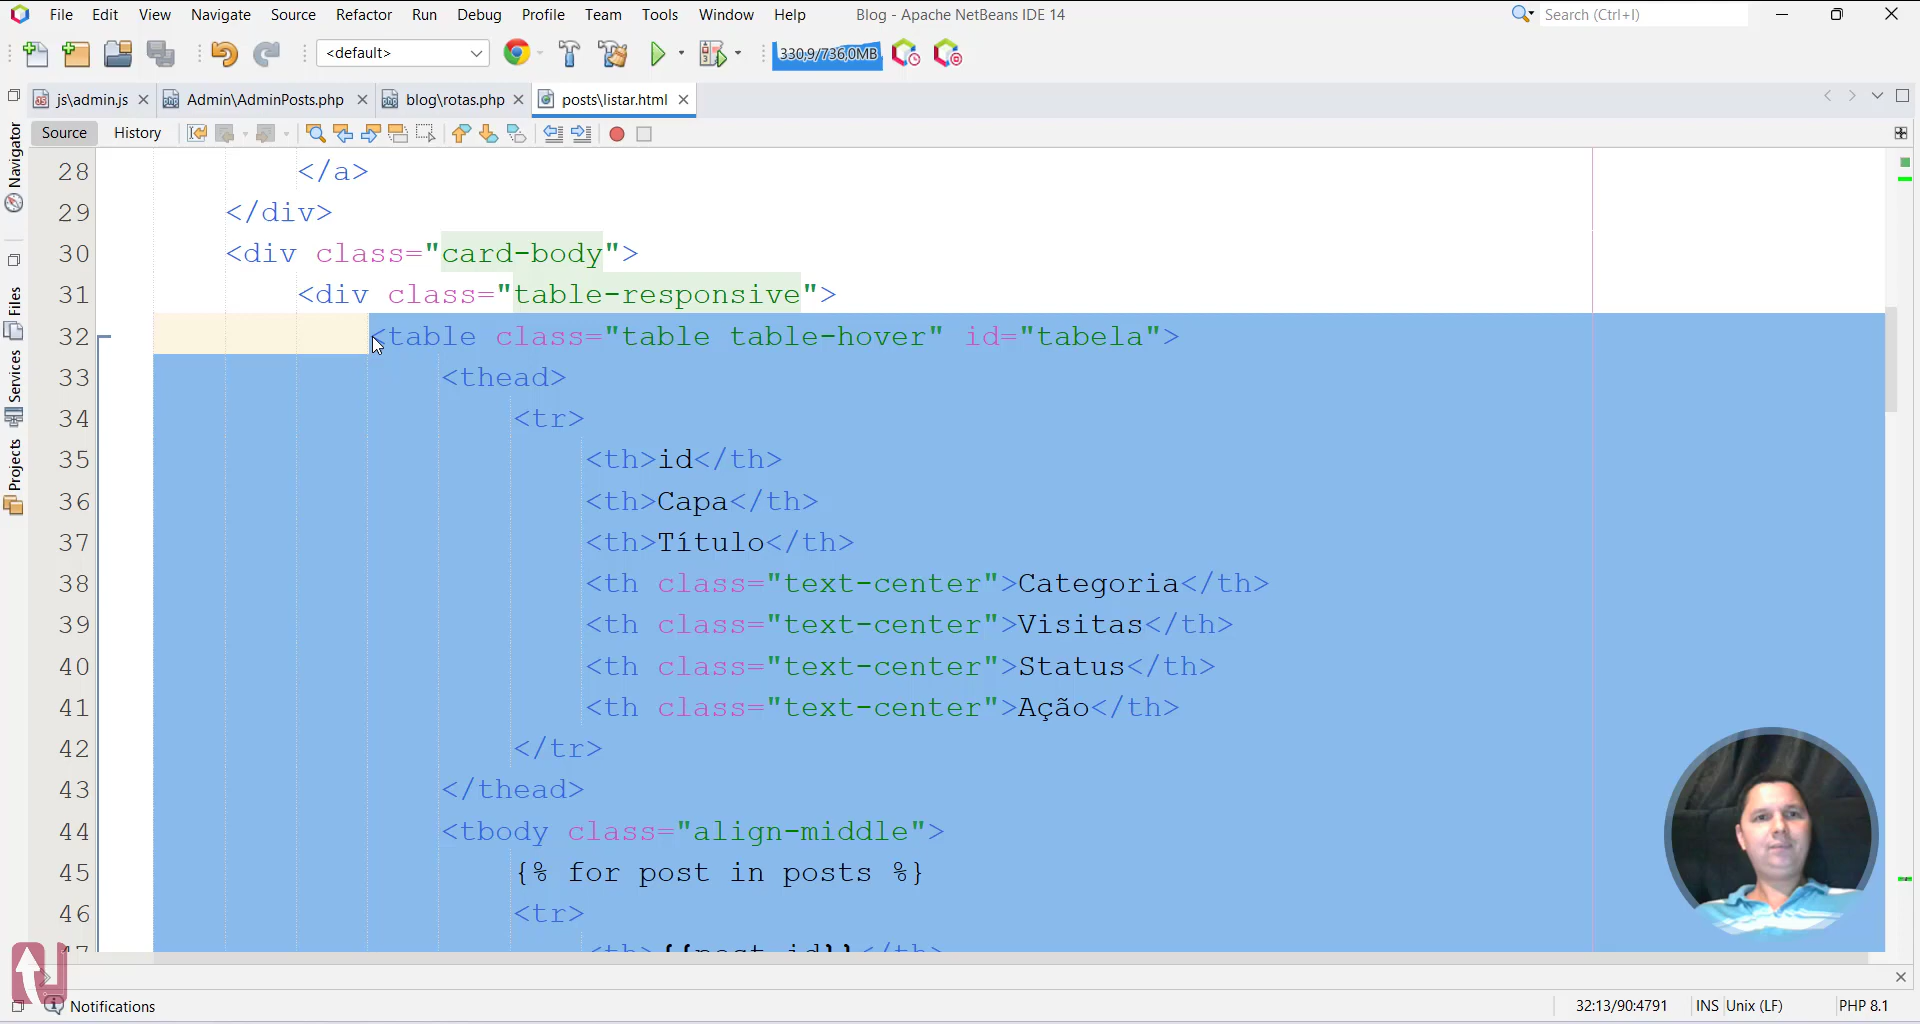 File Edit View Navigate Source Refactor Run Debug Profile Team Tools Window Help Blog - Apache NetBeans IDE 14 Search (Ctrl+I)
<default> 330,9/736,0MB
js\admin.js Admin\AdminPosts.php blog\rotas.php posts\listar.html
Source History
Navigator
Files
Services
Projects
28 </a>
29 </div>
30 <div class="card-body">
31 <div class="table-responsive">
32 <table class="table table-hover" id="tabela">
33 <thead>
34 <tr>
35 <th>id</th>
36 <th>Capa</th>
37 <th>Título</th>
38 <th class="text-center">Categoria</th>
39 <th class="text-center">Visitas</th>
40 <th class="text-center">Status</th>
41 <th class="text-center">Ação</th>
42 </tr>
43 </thead>
44 <tbody class="align-middle">
45 {% for post in posts %}
46 <tr>
47 <th>{{post.id}}</th>
Notifications 32:13/90:4791 INS Unix (LF) PHP 8.1